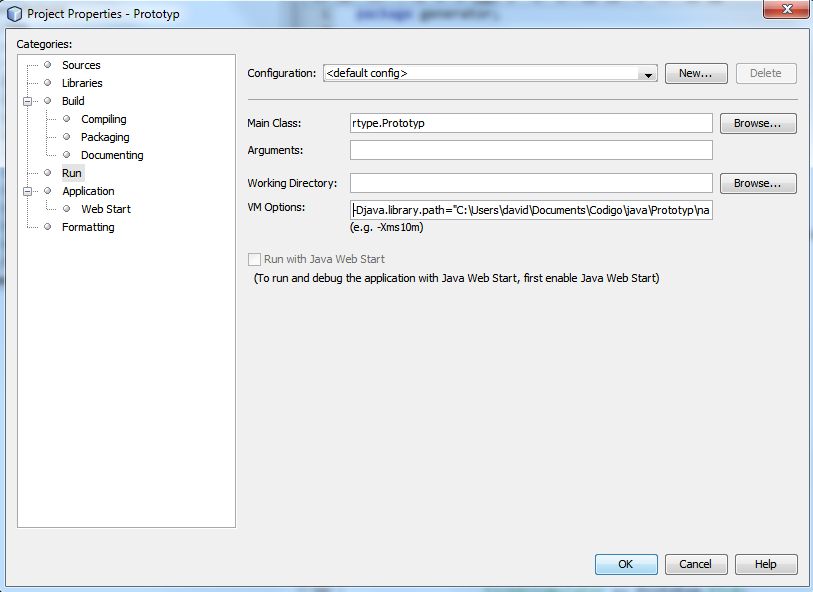 Project Properties - Prototyp
package generator;
Categories:
Sources
Libraries
Build
Compiling
Packaging
Documenting
Run
Application
Web Start
Formatting
Configuration: <default config> New... Delete
Main Class: rtype.Prototyp Browse...
Arguments:
Working Directory: Browse...
VM Options: -Djava.library.path="C:\Users\david\Documents\Codigo\java\Prototyp\na
(e.g. -Xms10m)
Run with Java Web Start
(To run and debug the application with Java Web Start, first enable Java Web Start)
OK Cancel Help